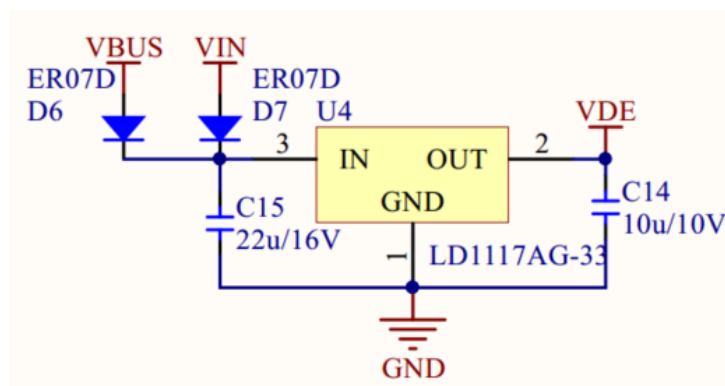 VBUS VIN
ER07D ER07D
D6 D7 U4 VDE
3 IN OUT 2
GND
C15 C14
22u/16V 10u/10V
1 LD1117AG-33
GND